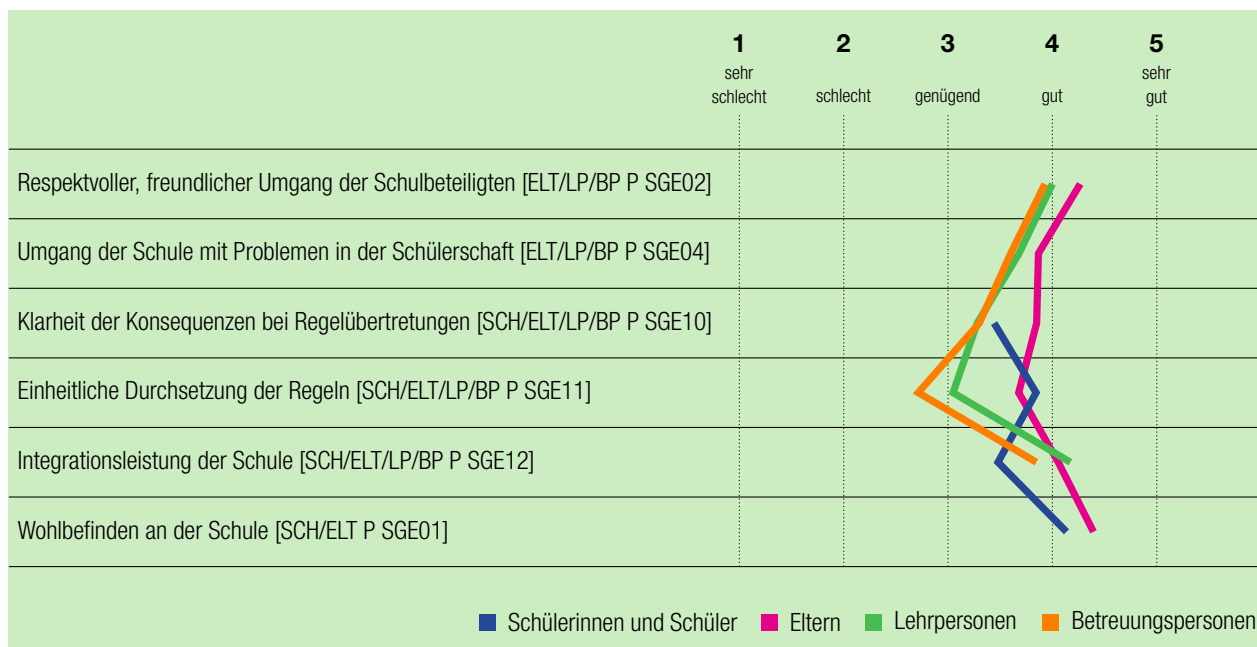 1 2 3 4 5
sehr schlecht schlecht genügend gut sehr gut
Respektvoller, freundlicher Umgang der Schulbeteiligten [ELT/LP/BP P SGE02]
Umgang der Schule mit Problemen in der Schülerschaft [ELT/LP/BP P SGE04]
Klarheit der Konsequenzen bei Regelübertretungen [SCH/ELT/LP/BP P SGE10]
Einheitliche Durchsetzung der Regeln [SCH/ELT/LP/BP P SGE11]
Integrationsleistung der Schule [SCH/ELT/LP/BP P SGE12]
Wohlbefinden an der Schule [SCH/ELT P SGE01]
Schülerinnen und Schüler Eltern Lehrpersonen Betreuungspersonen